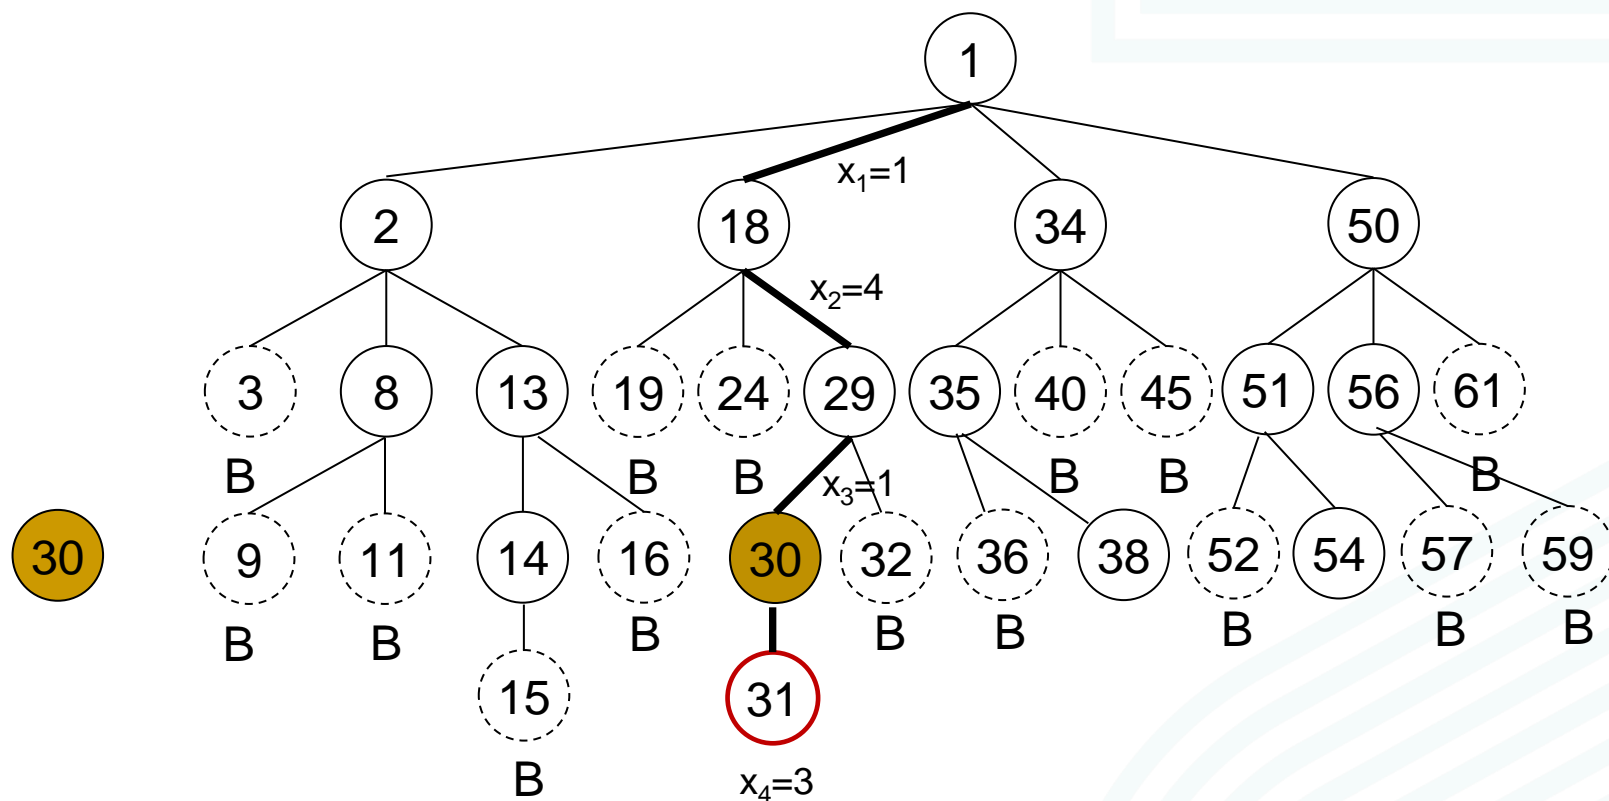 1
x₁=1
2 18 34 50
x₂=4
3 8 13 19 24 29 35 40 45 51 56 61
B B B x₃=1 B B B
30 9 11 14 16 30 32 36 38 52 54 57 59
B B B B B B B B
15 31
B x₄=3